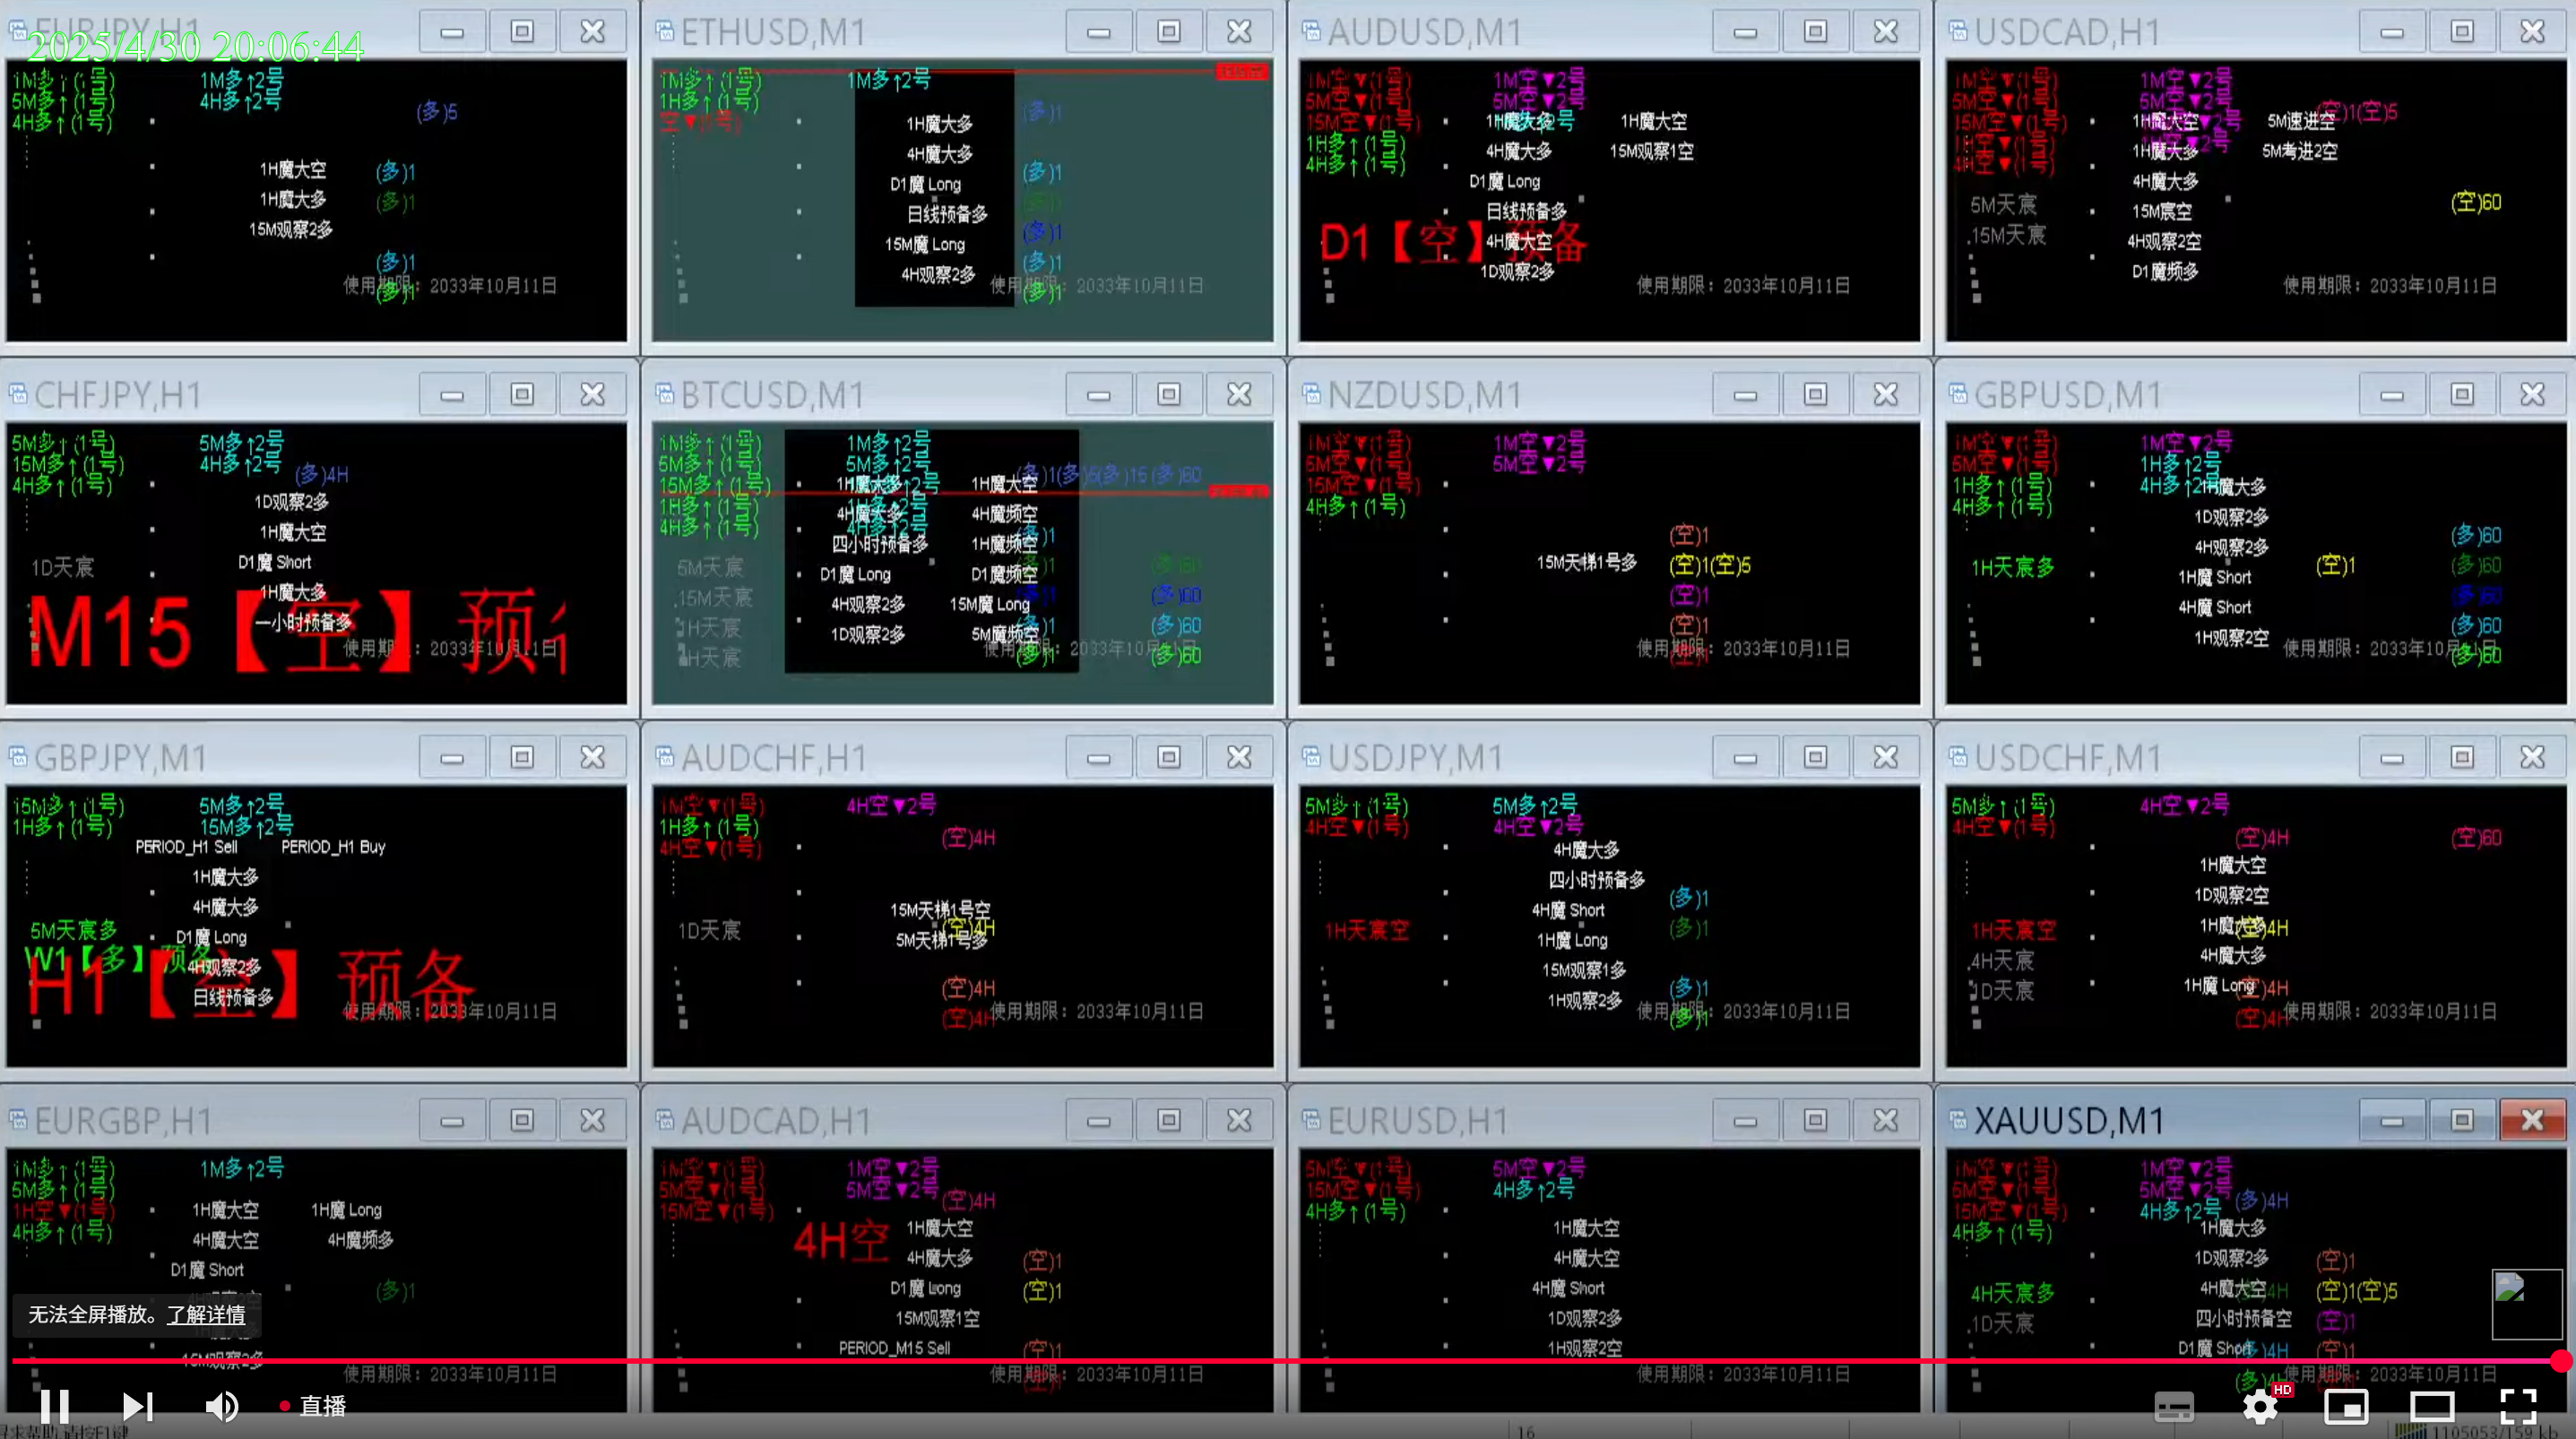 2025/4/30 20:06:44
EURJPY,H1
1M多↑(1号) 1M多↑2号
5M多↑(1号) 4H多↑2号
4H多↑(1号)
(多)5
1H魔大空 (多)1
1H魔大多 (多)1
15M观察2多
(多)1
使用期限：2033年10月11日
(多)1
ETHUSD,M1
1M多↑(1号) 1M多↑2号
1H多↑(1号)
空▼(1号)
(多)1
1H魔大多
4H魔大多
D1魔 Long (多)1
日线预备多 (多)1
15M魔 Long (多)1
4H观察2多 (多)1
使用期限：2033年10月11日
(多)1
AUDUSD,M1
1M空▼(1号) 1M空▼2号
5M空▼(1号) 5M空▼2号
15M空▼(1号)
1H多↑(1号)
4H多↑(1号)
1H魔大多 1H魔大空
4H魔大多 15M观察1空
D1魔 Long
日线预备多
D1【空】预备
4H魔大空
1D观察2多
使用期限：2033年10月11日
USDCAD,H1
1M空▼(1号) 1M空▼2号
5M空▼(1号) 5M空▼2号
15M空▼(1号)
1H空▼(1号)
4H空▼(1号)
(空)1(空)5
1H魔大空 5M速进空
1H魔大多 5M考进2空
4H魔大多
5M天宸 15M宸空 (空)60
15M天宸 4H观察2空
D1魔频多
使用期限：2033年10月11日
CHFJPY,H1
5M多↑(1号) 5M多↑2号
15M多↑(1号) 4H多↑2号
4H多↑(1号) (多)4H
1D观察2多
1H魔大空
1D天宸 D1魔 Short
1H魔大多
一小时预备多
M15【空】预
使用期限：2033年10月11日
BTCUSD,M1
1M多↑(1号) 1M多↑2号
5M多↑(1号) 5M多↑2号
15M多↑(1号)
1H多↑(1号)
4H多↑(1号) 4H多↑2号
(多)1(多)5(多)15(多)60
1H魔大多 1H魔大空
4H魔大多 4H魔频空
四小时预备多 1H魔频空 (多)1
5M天宸 D1魔 Long D1魔频空 (多)1 (多)60
15M天宸 4H观察2多 15M魔 Long (多)1 (多)60
1H天宸 1D观察2多 5M魔频空 (多)1 (多)60
4H天宸 (多)1 (多)60
使用期限：2033年10月11日
NZDUSD,M1
1M空▼(1号) 1M空▼2号
5M空▼(1号) 5M空▼2号
15M空▼(1号)
4H多↑(1号)
(空)1
15M天梯1号多 (空)1(空)5
(空)1
(空)1
使用期限：2033年10月11日
GBPUSD,M1
1M空▼(1号) 1M空▼2号
5M空▼(1号) 1H多↑2号
1H多↑(1号) 4H多↑2号
4H多↑(1号)
1H魔大多
1D观察2多
4H观察2多 (多)60
1H天宸多 1H魔 Short (空)1 (多)60
4H魔 Short (多)60
1H观察2空 (多)60
使用期限：2033年10月11日
(多)60
GBPJPY,M1
15M多↑(1号) 5M多↑2号
1H多↑(1号) 15M多↑2号
PERIOD_H1 Sell PERIOD_H1 Buy
1H魔大多
4H魔大多
5M天宸多 D1魔 Long
W1【多】预备
4H观察2多
H1【空】预备
日线预备多
使用期限：2033年10月11日
AUDCHF,H1
1M空▼(1号) 4H空▼2号
1H多↑(1号)
4H空▼(1号)
(空)4H
15M天梯1号空
1D天宸 (空)4H
5M天梯1号多
(空)4H
(空)4H
使用期限：2033年10月11日
USDJPY,M1
5M多↑(1号) 5M多↑2号
4H空▼(1号) 4H空▼2号
4H魔大多
四小时预备多 (多)1
1H天宸空 4H魔 Short (多)1
1H魔 Long
15M观察1多 (多)1
1H观察2多
使用期限：2033年10月11日
(多)1
USDCHF,M1
5M多↑(1号) 4H空▼2号
4H空▼(1号)
(空)4H (空)60
1H魔大空
1D观察2空
1H天宸空 1H魔大多 (空)4H
4H天宸 4H魔大多
1D天宸 1H魔 Long (空)4H
(空)4H
使用期限：2033年10月11日
EURGBP,H1
1M多↑(1号) 1M多↑2号
5M多↑(1号)
1H空▼(1号)
4H多↑(1号)
1H魔大空 1H魔 Long
4H魔大空 4H魔频多
D1魔 Short
(多)1
15M观察2多
使用期限：2033年10月11日
AUDCAD,H1
1M空▼(1号) 1M空▼2号
5M空▼(1号) 5M空▼2号
15M空▼(1号) (空)4H
4H空
1H魔大空
4H魔大多 (空)1
D1魔 Long (空)1
15M观察1空
PERIOD_M15 Sell (空)1
使用期限：2033年10月11日
EURUSD,H1
5M空▼(1号) 5M空▼2号
15M空▼(1号) 4H多↑2号
4H多↑(1号)
1H魔大空
4H魔大空
4H魔 Short
1D观察2多
1H观察2空
使用期限：2033年10月11日
XAUUSD,M1
1M空▼(1号) 1M空▼2号
5M空▼(1号) 5M空▼2号
15M空▼(1号) 4H多↑2号
4H多↑(1号) (多)4H
1H魔大多
1D观察2多 (空)1
4H天宸多 4H魔大空 (空)1(空)5
1D天宸 四小时预备空 (空)1
D1魔 Short (多)4H (空)1
使用期限：2033年10月11日
无法全屏播放。了解详情
直播
HD
16
1105053/159 kb